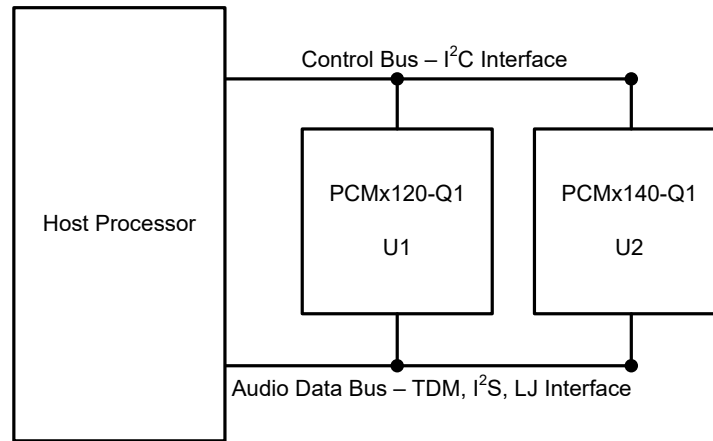 Control Bus – I²C Interface
Host Processor
PCMx120-Q1
U1
PCMx140-Q1
U2
Audio Data Bus – TDM, I²S, LJ Interface